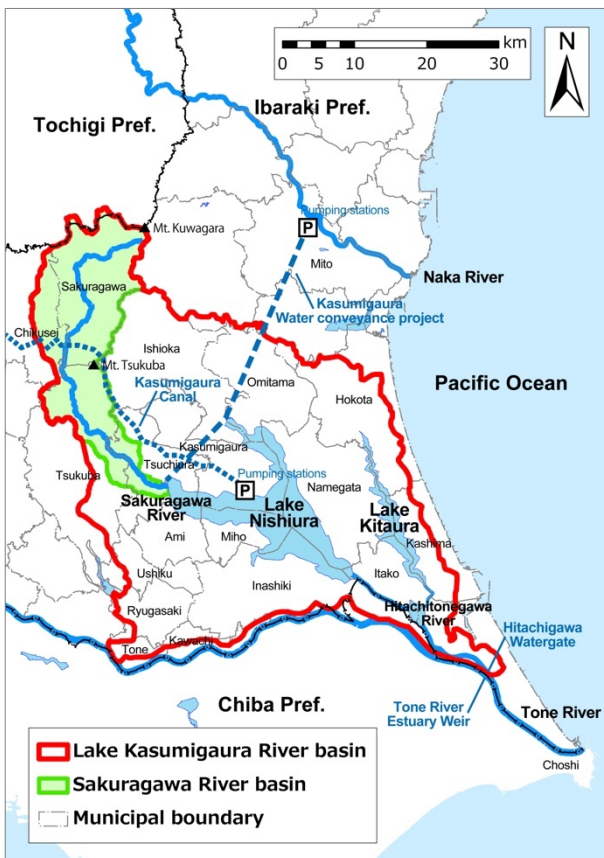 km
0 5 10 20 30
N
Ibaraki Pref.
Tochigi Pref.
Pumping stations
P
Mt. Kuwagara
Mito
Naka River
Sakuragawa
Kasumigaura
Water conveyance project
Chikusei
Ishioka
Mt. Tsukuba
Omitama
Pacific Ocean
Kasumigaura
Canal
Hokota
Kasumigaura
Tsuchiura
Tsukuba
Pumping stations
P
Namegata
Sakuragawa
River
Lake
Nishiura
Lake
Kitaura
Kashima
Ami
Miho
Itako
Ushiku
Inashiki
Ryugasaki
Hitachitonegawa
River
Hitachigawa
Watergate
Tone
Kawachi
Chiba Pref.
Tone River
Estuary Weir
Tone River
Choshi
Lake Kasumigaura River basin
Sakuragawa River basin
Municipal boundary